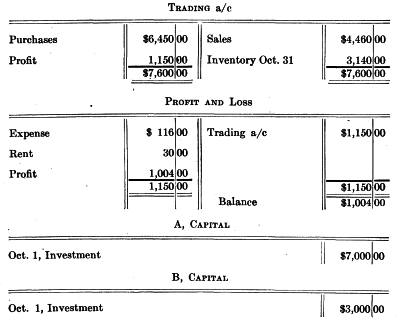 TRADING a/c
Purchases $6,450 00 Sales $4,460 00
Profit 1,150 00 Inventory Oct. 31 3,140 00
$7,600 00 $7,600 00
PROFIT AND LOSS
Expense $ 116 00 Trading a/c $1,150 00
Rent 30 00
Profit 1,004 00
1,150 00 $1,150 00
Balance $1,004 00
A, CAPITAL
Oct. 1, Investment $7,000 00
B, CAPITAL
Oct. 1, Investment $3,000 00